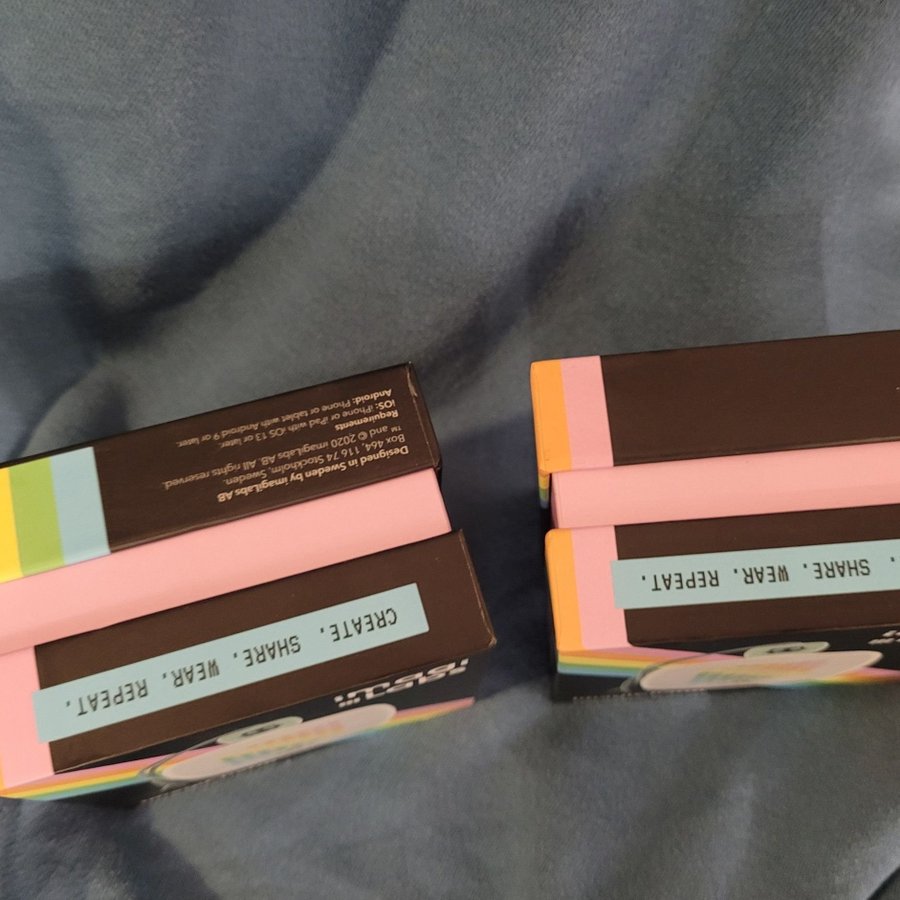 Designed in Sweden by imagiLabs AB
Box 464, 116 74 Stockholm, Sweden.
™ and © 2020 imagiLabs AB. All rights reserved.
Requirements
iOS: iPhone or iPad with iOS 13 or later.
Android: Phone or tablet with Android 9 or later.
CREATE. SHARE. WEAR. REPEAT.
. SHARE. WEAR. REPEAT.